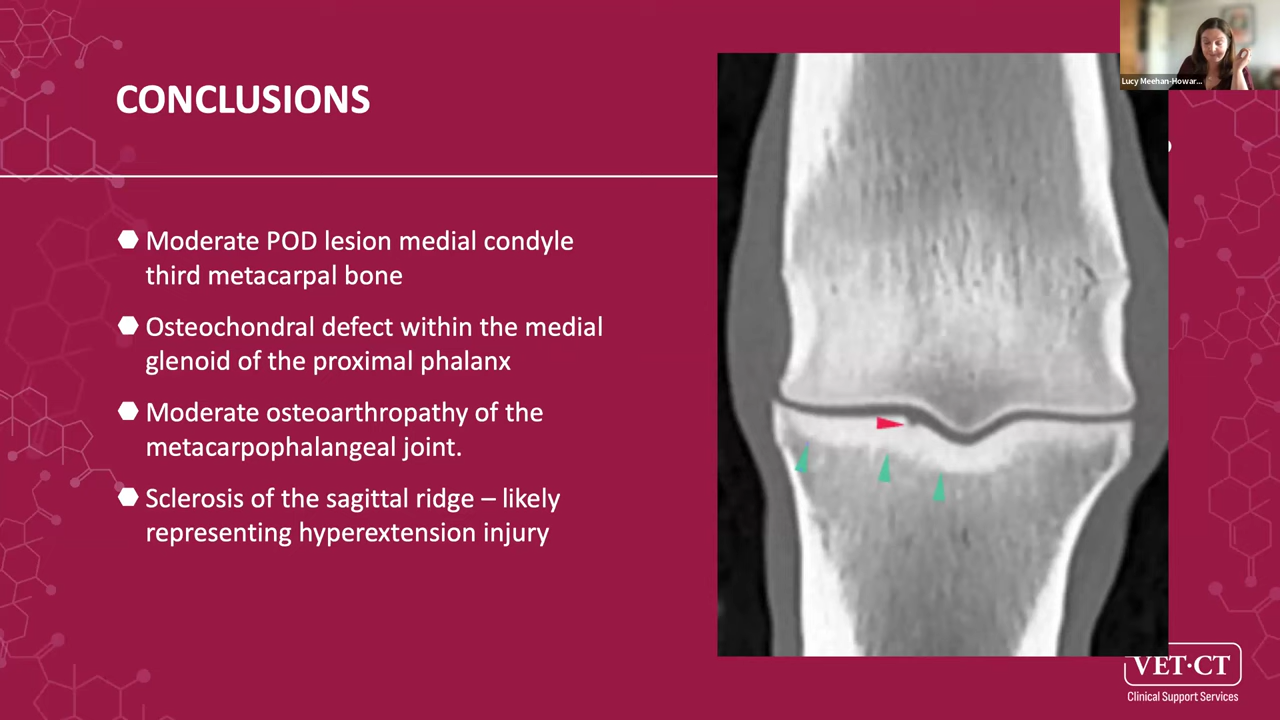 Lucy Meehan-Howar...
CONCLUSIONS
Moderate POD lesion medial condyle
third metacarpal bone
Osteochondral defect within the medial
glenoid of the proximal phalanx
Moderate osteoarthropathy of the
metacarpophalangeal joint.
Sclerosis of the sagittal ridge – likely
representing hyperextension injury
VET·CT
Clinical Support Services